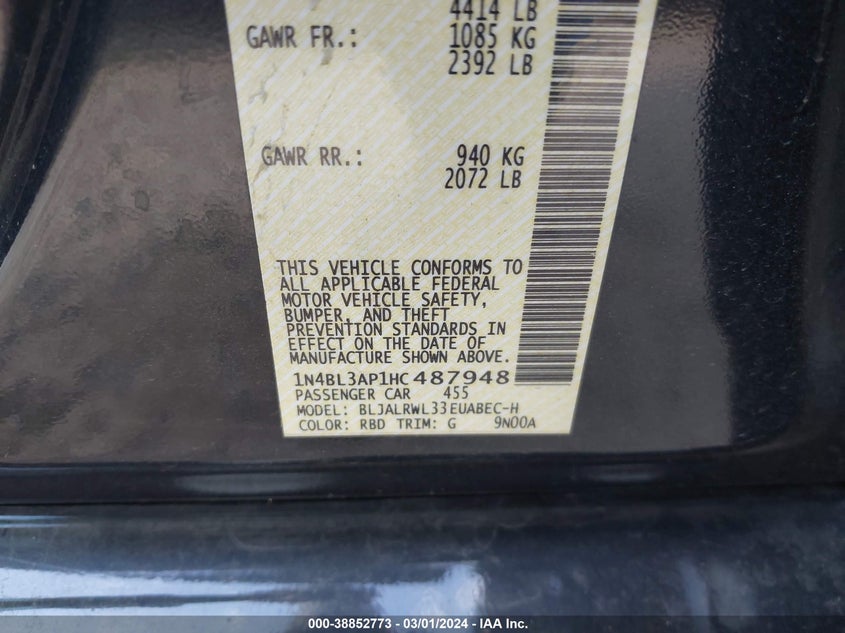 4414 LB
GAWR FR.: 1085 KG
2392 LB
GAWR RR.: 940 KG
2072 LB
THIS VEHICLE CONFORMS TO
ALL APPLICABLE FEDERAL
MOTOR VEHICLE SAFETY,
BUMPER, AND THEFT
PREVENTION STANDARDS IN
EFFECT ON THE DATE OF
MANUFACTURE SHOWN ABOVE.
1N4BL3AP1HC487948
PASSENGER CAR 455
MODEL: BLJALRWL33EUABEC-H
COLOR: RBD TRIM: G 9N00A
000-38852773 - 03/01/2024 - IAA Inc.